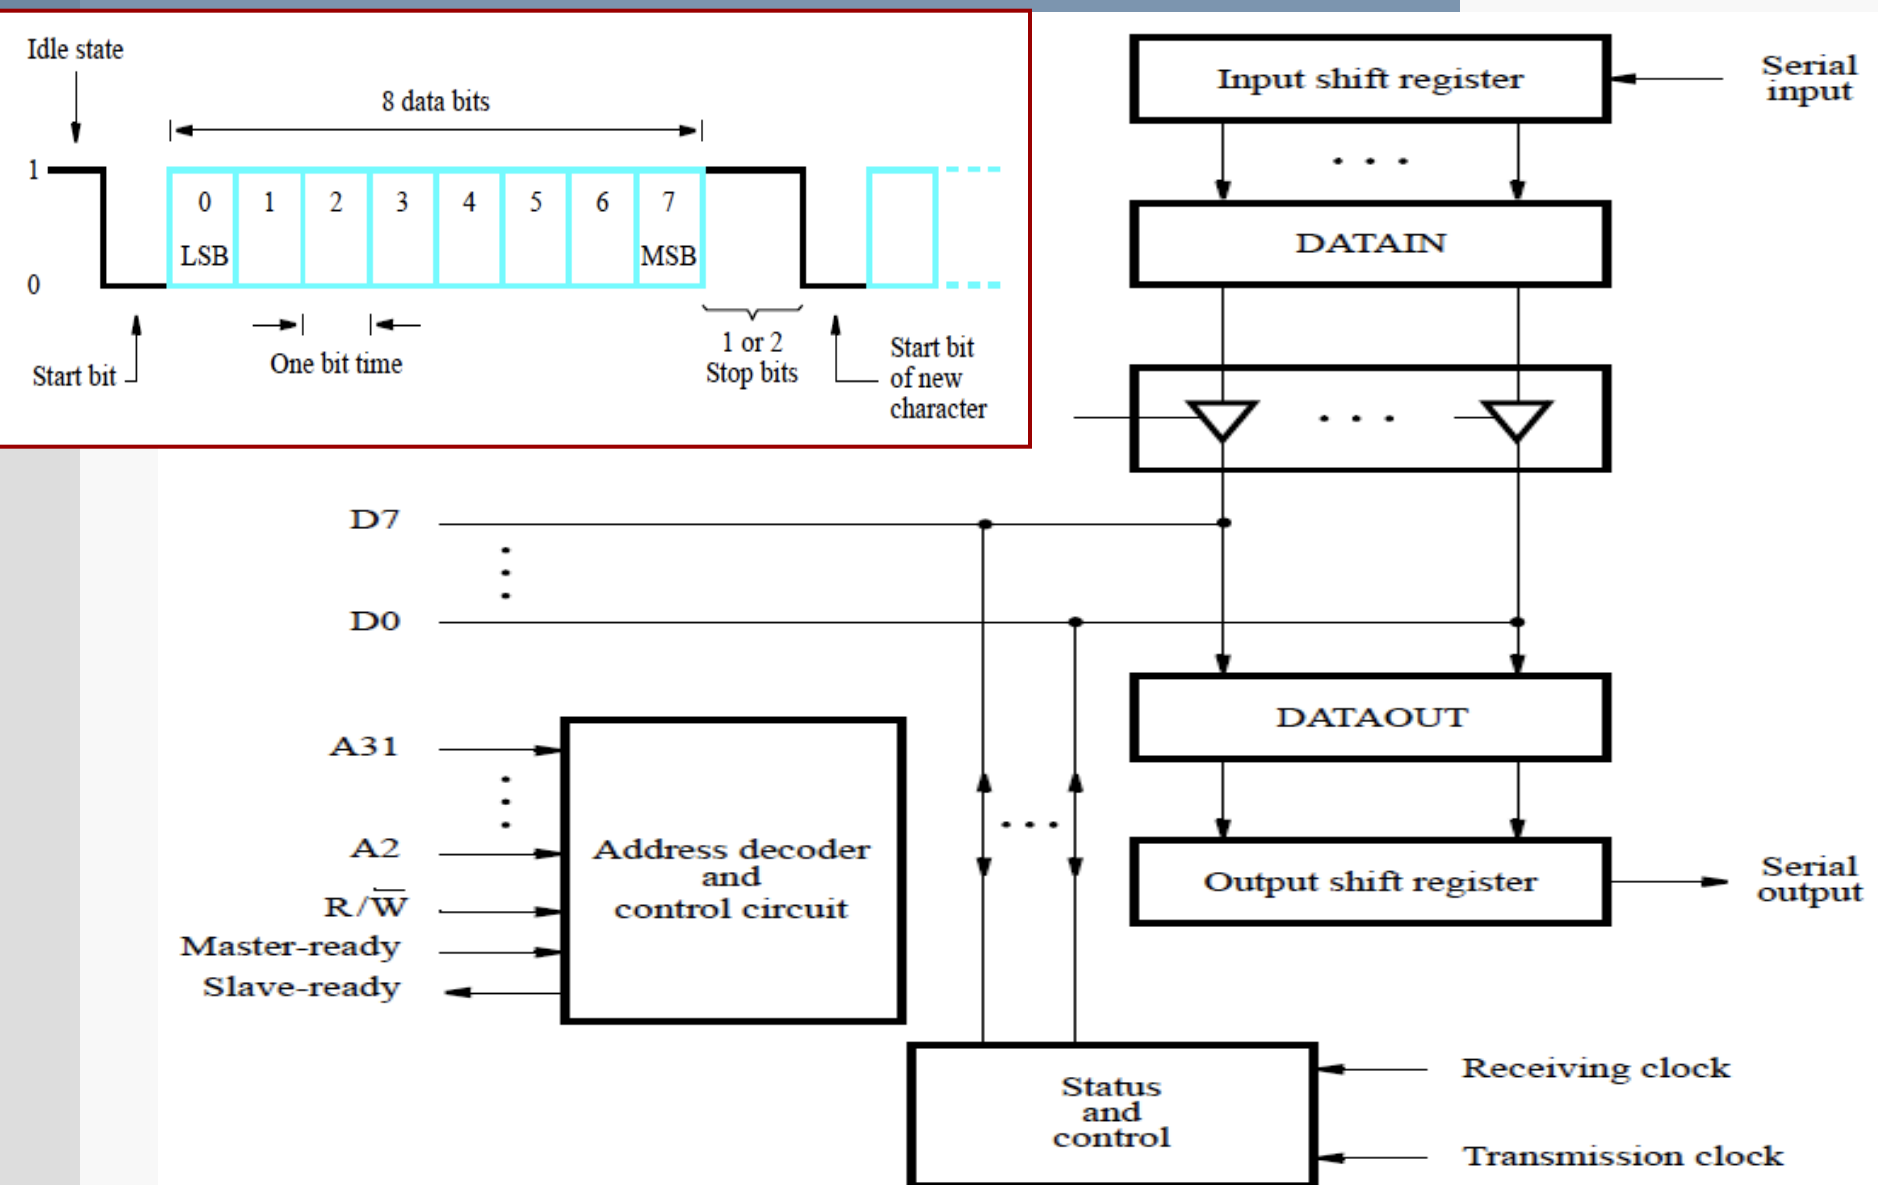 Idle state
8 data bits
1
0 1 2 3 4 5 6 7
LSB MSB
0
Start bit
One bit time
1 or 2
Stop bits
Start bit
of new
character
Input shift register
Serial
input
DATAIN
D7
D0
DATAOUT
A31
A2
R/W̅
Master-ready
Slave-ready
Address decoder
and
control circuit
Output shift register
Serial
output
Status
and
control
Receiving clock
Transmission clock